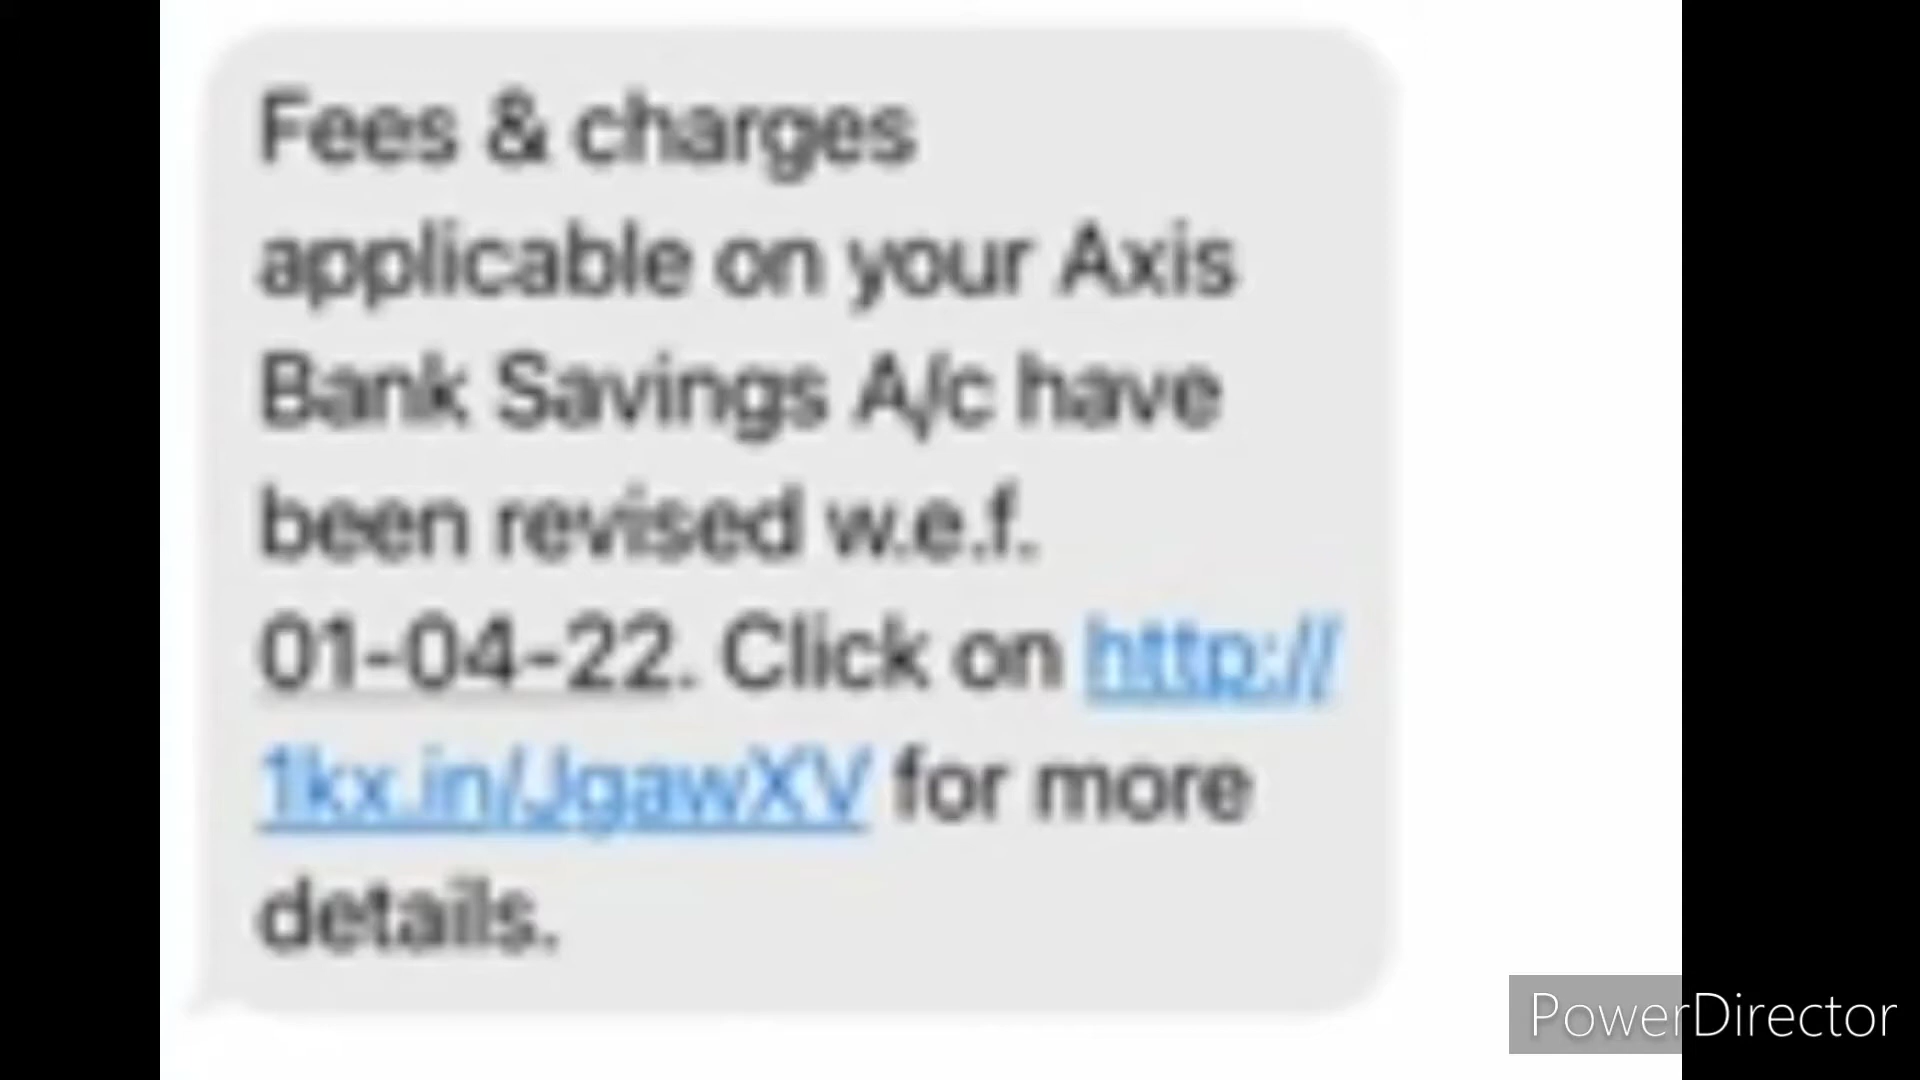 Fees & charges
applicable on your Axis
Bank Savings A/c have
been revised w.e.f.
01-04-22. Click on http://
1kx.in/JgawXV for more
details.
PowerDirector